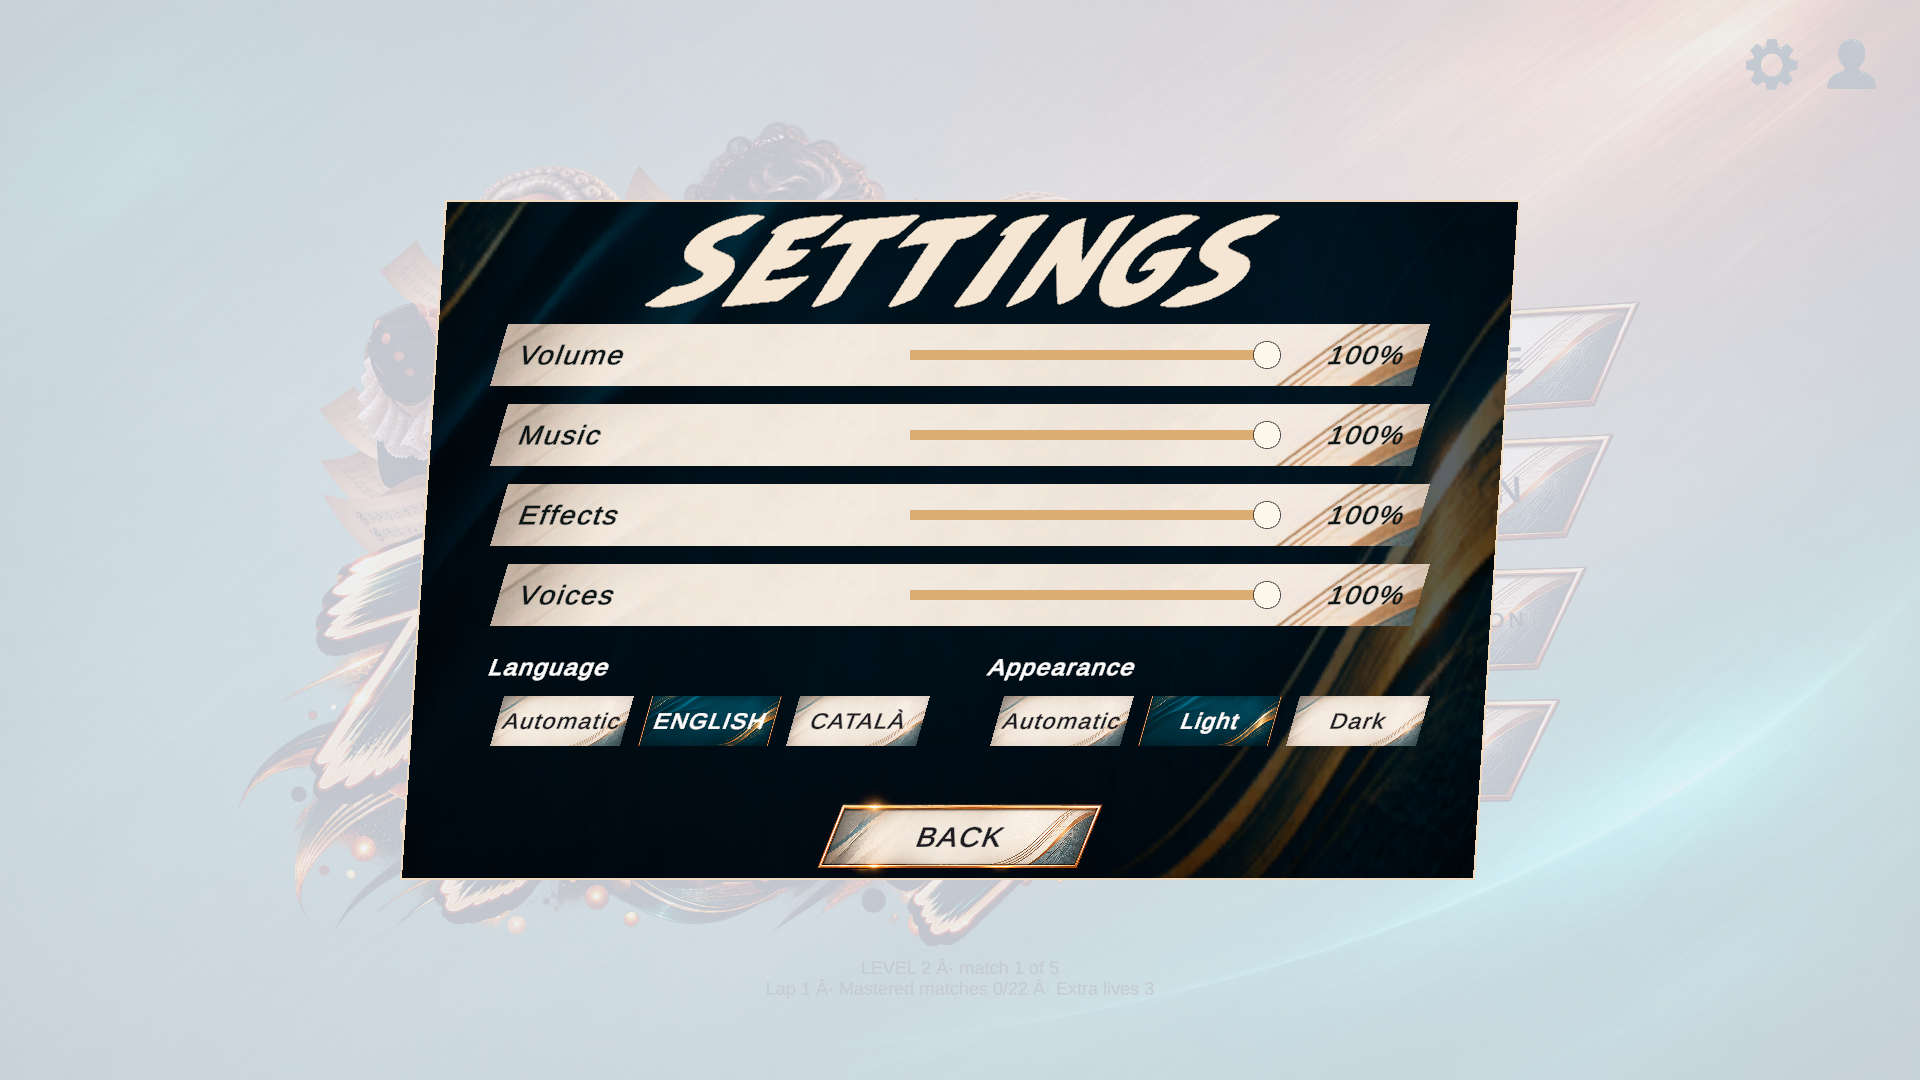 SETTINGS
Volume 100%
Music 100%
Effects 100%
Voices 100%
Language Appearance
Automatic ENGLISH CATALÀ Automatic Light Dark
BACK
LEVEL 2 Â· match 1 of 5
Lap 1 Â· Mastered matches 0/22 Â· Extra lives 3